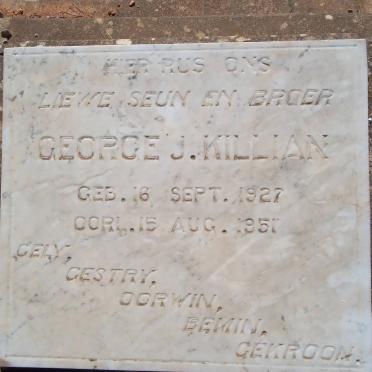 HIER RUS ONS
LIEWE SEUN EN BROER
GEORGE J. KILLIAN
GEB. 16 SEPT. 1927
OORL. 15 AUG. 1951
GELY,
GESTRY,
OORWIN,
BEMIN,
GEKROON.